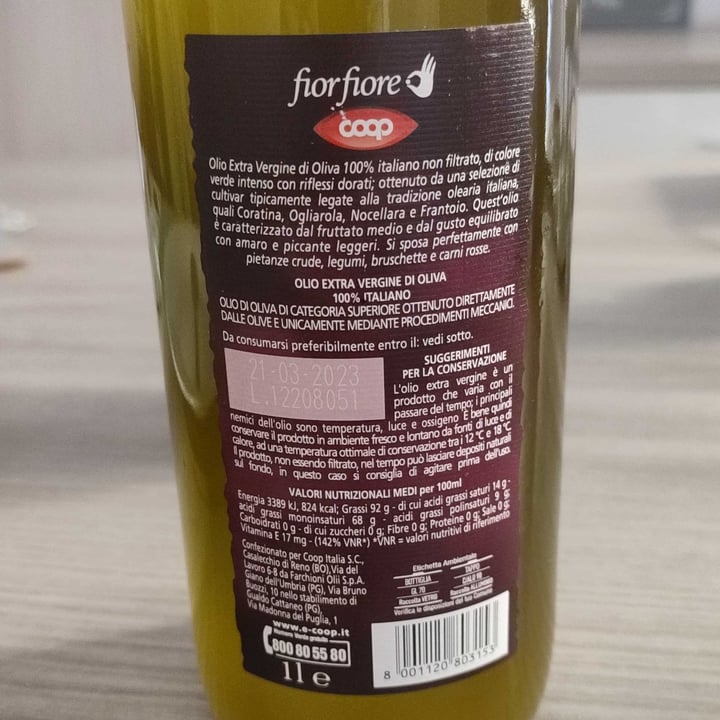 fiorfiore
coop
Olio Extra Vergine di Oliva 100% italiano non filtrato, di colore
verde intenso con riflessi dorati; ottenuto da una selezione di
cultivar tipicamente legate alla tradizione olearia italiana,
quali Coratina, Ogliarola, Nocellara e Frantoio. Quest'olio
è caratterizzato dal fruttato medio e dal gusto equilibrato
con amaro e piccante leggeri. Si sposa perfettamente con
pietanze crude, legumi, bruschette e carni rosse.
OLIO EXTRA VERGINE DI OLIVA
100% ITALIANO
OLIO DI OLIVA DI CATEGORIA SUPERIORE OTTENUTO DIRETTAMENTE
DALLE OLIVE E UNICAMENTE MEDIANTE PROCEDIMENTI MECCANICI.
Da consumarsi preferibilmente entro il: vedi sotto.
21-03-2023
L.12208051
SUGGERIMENTI
PER LA CONSERVAZIONE
L'olio extra vergine è un
prodotto che varia con il
passare del tempo; i principali
nemici dell'olio sono temperatura, luce e ossigeno. È bene quindi
conservare il prodotto in ambiente fresco e lontano da fonti di luce e di
calore, ad una temperatura ottimale di conservazione tra i 12 °C e 18 °C.
Il prodotto, non essendo filtrato, nel tempo può lasciare depositi naturali
sul fondo, in questo caso si consiglia di agitare prima dell'uso.
VALORI NUTRIZIONALI MEDI per 100ml
Energia 3389 kJ, 824 kcal; Grassi 92 g - di cui acidi grassi saturi 14 g -
acidi grassi monoinsaturi 68 g - acidi grassi polinsaturi 9 g;
Carboidrati 0 g - di cui zuccheri 0 g; Fibre 0 g; Proteine 0 g; Sale 0 g;
Vitamina E 17 mg - (142% VNR*) *VNR = valori nutritivi di riferimento
Confezionato per Coop Italia S.C.,
Casalecchio di Reno (BO),Via del
Lavoro 6-8 da Farchioni Olii S.p.A.
Giano dell'Umbria (PG), Via Bruno
Buozzi, 10 nello stabilimento di
Gualdo Cattaneo (PG),
Via Madonna del Puglia, 1
www.e-coop.it
Numero Verde gratuito
800 80 55 80
1l e
Etichetta Ambientale
BOTTIGLIA TAPPO
GL 70 C/ALU 90
Raccolta VETRO Raccolta ALLUMINIO
Verifica le disposizioni del tuo Comune
8 001120 803153